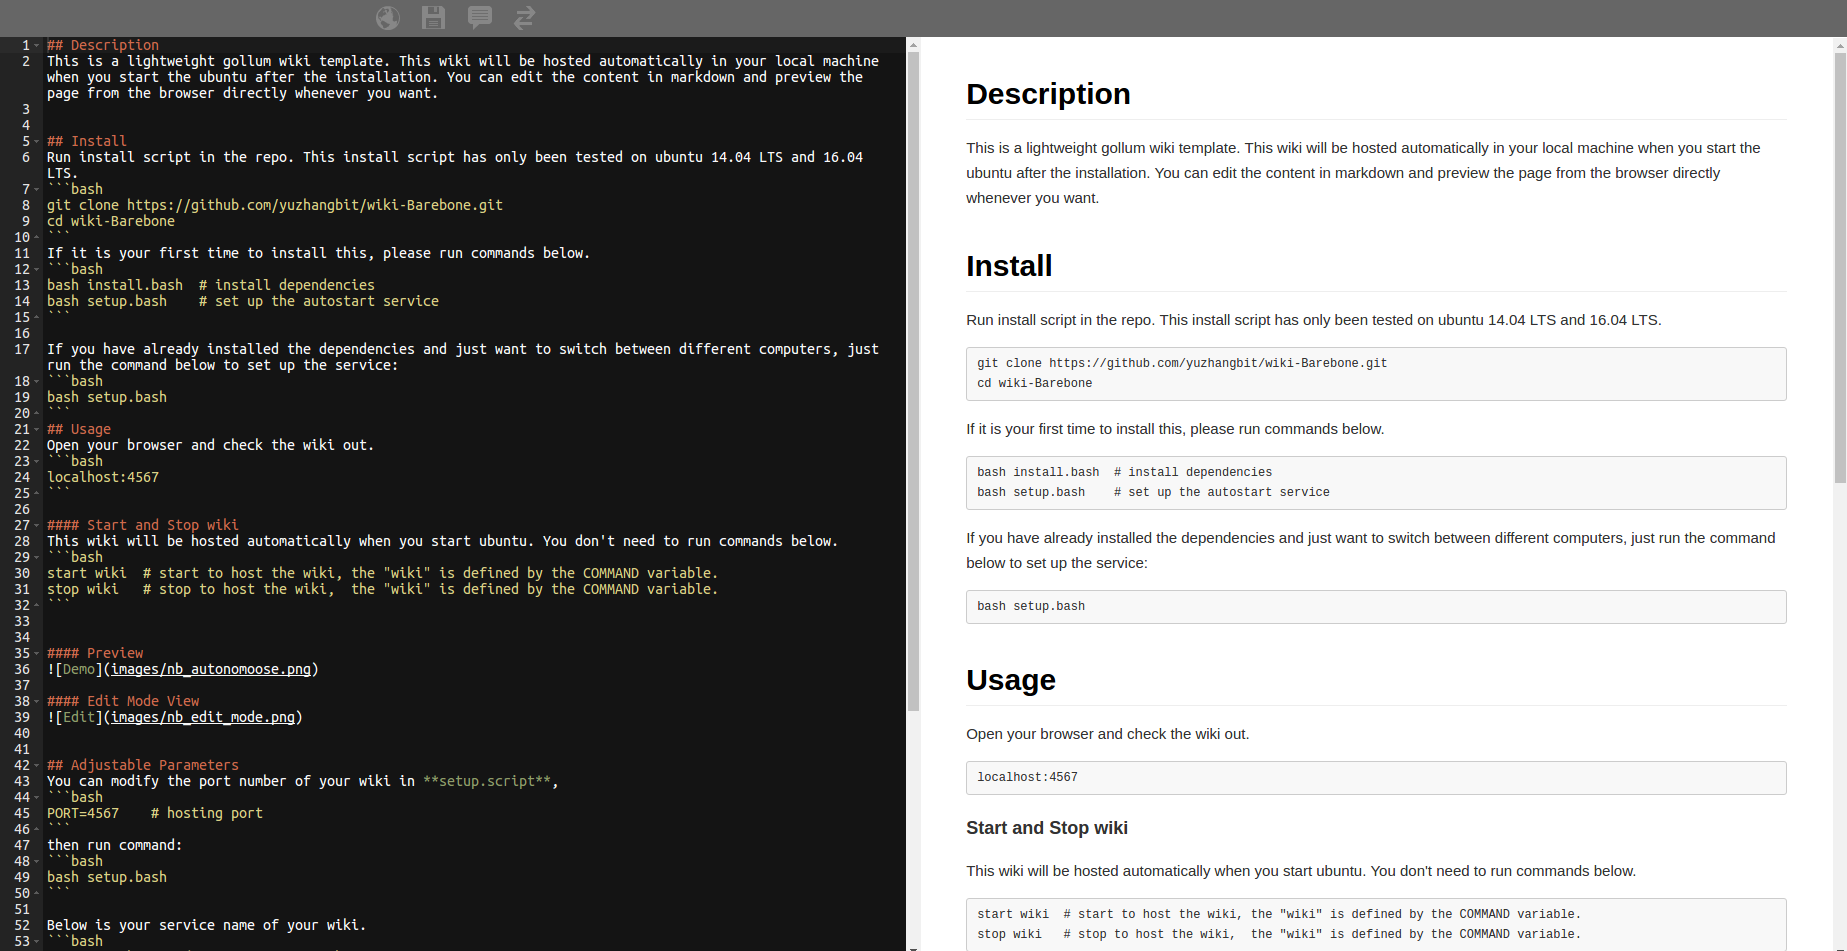 1 ## Description
2 This is a lightweight gollum wiki template. This wiki will be hosted automatically in your local machine
when you start the ubuntu after the installation. You can edit the content in markdown and preview the
page from the browser directly whenever you want.
3
4
5 ## Install
6 Run install script in the repo. This install script has only been tested on ubuntu 14.04 LTS and 16.04
LTS.
7 ```bash
8 git clone https://github.com/yuzhangbit/wiki-Barebone.git
9 cd wiki-Barebone
10 ```
11 If it is your first time to install this, please run commands below.
12 ```bash
13 bash install.bash  # install dependencies
14 bash setup.bash    # set up the autostart service
15 ```
16
17 If you have already installed the dependencies and just want to switch between different computers, just
run the command below to set up the service:
18 ```bash
19 bash setup.bash
20 ```
21 ## Usage
22 Open your browser and check the wiki out.
23 ```bash
24 localhost:4567
25 ```
26
27 #### Start and Stop wiki
28 This wiki will be hosted automatically when you start ubuntu. You don't need to run commands below.
29 ```bash
30 start wiki  # start to host the wiki, the "wiki" is defined by the COMMAND variable.
31 stop wiki   # stop to host the wiki,  the "wiki" is defined by the COMMAND variable.
32 ```
33
34
35 #### Preview
36 ![Demo](images/nb_autonomoose.png)
37
38 #### Edit Mode View
39 ![Edit](images/nb_edit_mode.png)
40
41
42 ## Adjustable Parameters
43 You can modify the port number of your wiki in **setup.script**,
44 ```bash
45 PORT=4567    # hosting port
46 ```
47 then run command:
48 ```bash
49 bash setup.bash
50 ```
51
52 Below is your service name of your wiki.
53 ```bash
Description
This is a lightweight gollum wiki template. This wiki will be hosted automatically in your local machine when you start the
ubuntu after the installation. You can edit the content in markdown and preview the page from the browser directly
whenever you want.
Install
Run install script in the repo. This install script has only been tested on ubuntu 14.04 LTS and 16.04 LTS.
git clone https://github.com/yuzhangbit/wiki-Barebone.git
cd wiki-Barebone
If it is your first time to install this, please run commands below.
bash install.bash  # install dependencies
bash setup.bash    # set up the autostart service
If you have already installed the dependencies and just want to switch between different computers, just run the command
below to set up the service:
bash setup.bash
Usage
Open your browser and check the wiki out.
localhost:4567
Start and Stop wiki
This wiki will be hosted automatically when you start ubuntu. You don't need to run commands below.
start wiki  # start to host the wiki, the "wiki" is defined by the COMMAND variable.
stop wiki   # stop to host the wiki,  the "wiki" is defined by the COMMAND variable.